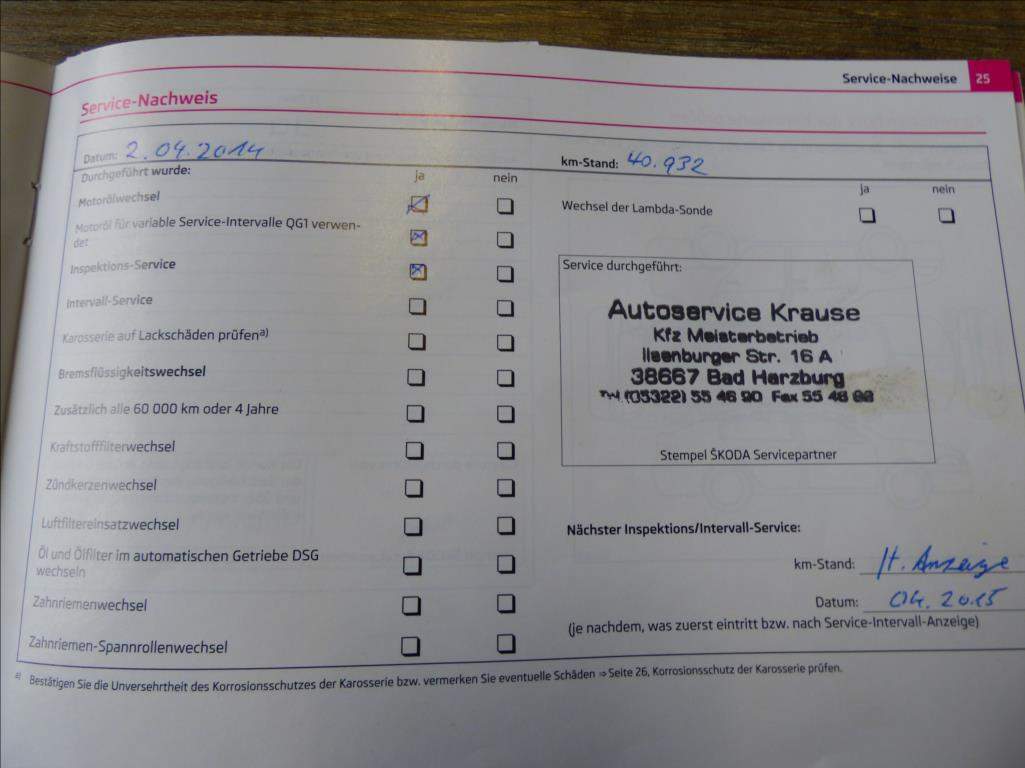 Service-Nachweise 25
Service-Nachweis
Datum: 2.04.2014
km-Stand: 40.932
Durchgeführt wurde:
ja nein
Motorölwechsel
Motoröl für variable Service-Intervalle QG1 verwen-
det
Inspektions-Service
Intervall-Service
Karosserie auf Lackschäden prüfena)
Bremsflüssigkeitswechsel
Zusätzlich alle 60 000 km oder 4 Jahre
Kraftstofffilterwechsel
Zündkerzenwechsel
Luftfiltereinsatzwechsel
Öl und Ölfilter im automatischen Getriebe DSG
wechseln
Zahnriemenwechsel
Zahnriemen-Spannrollenwechsel
ja nein
Wechsel der Lambda-Sonde
Service durchgeführt:
Autoservice Krause
Kfz Meisterbetrieb
Ilsenburger Str. 16 A
38667 Bad Harzburg
(05322) 55 46 90 Fax 55 46
Stempel ŠKODA Servicepartner
Nächster Inspektions/Intervall-Service:
km-Stand: lt. Anzeige
Datum: 04.2015
(je nachdem, was zuerst eintritt bzw. nach Service-Intervall-Anzeige)
a) Bestätigen Sie die Unversehrtheit des Korrosionsschutzes der Karosserie bzw. vermerken Sie eventuelle Schäden ⇒ Seite 26, Korrosionsschutz der Karosserie prüfen.